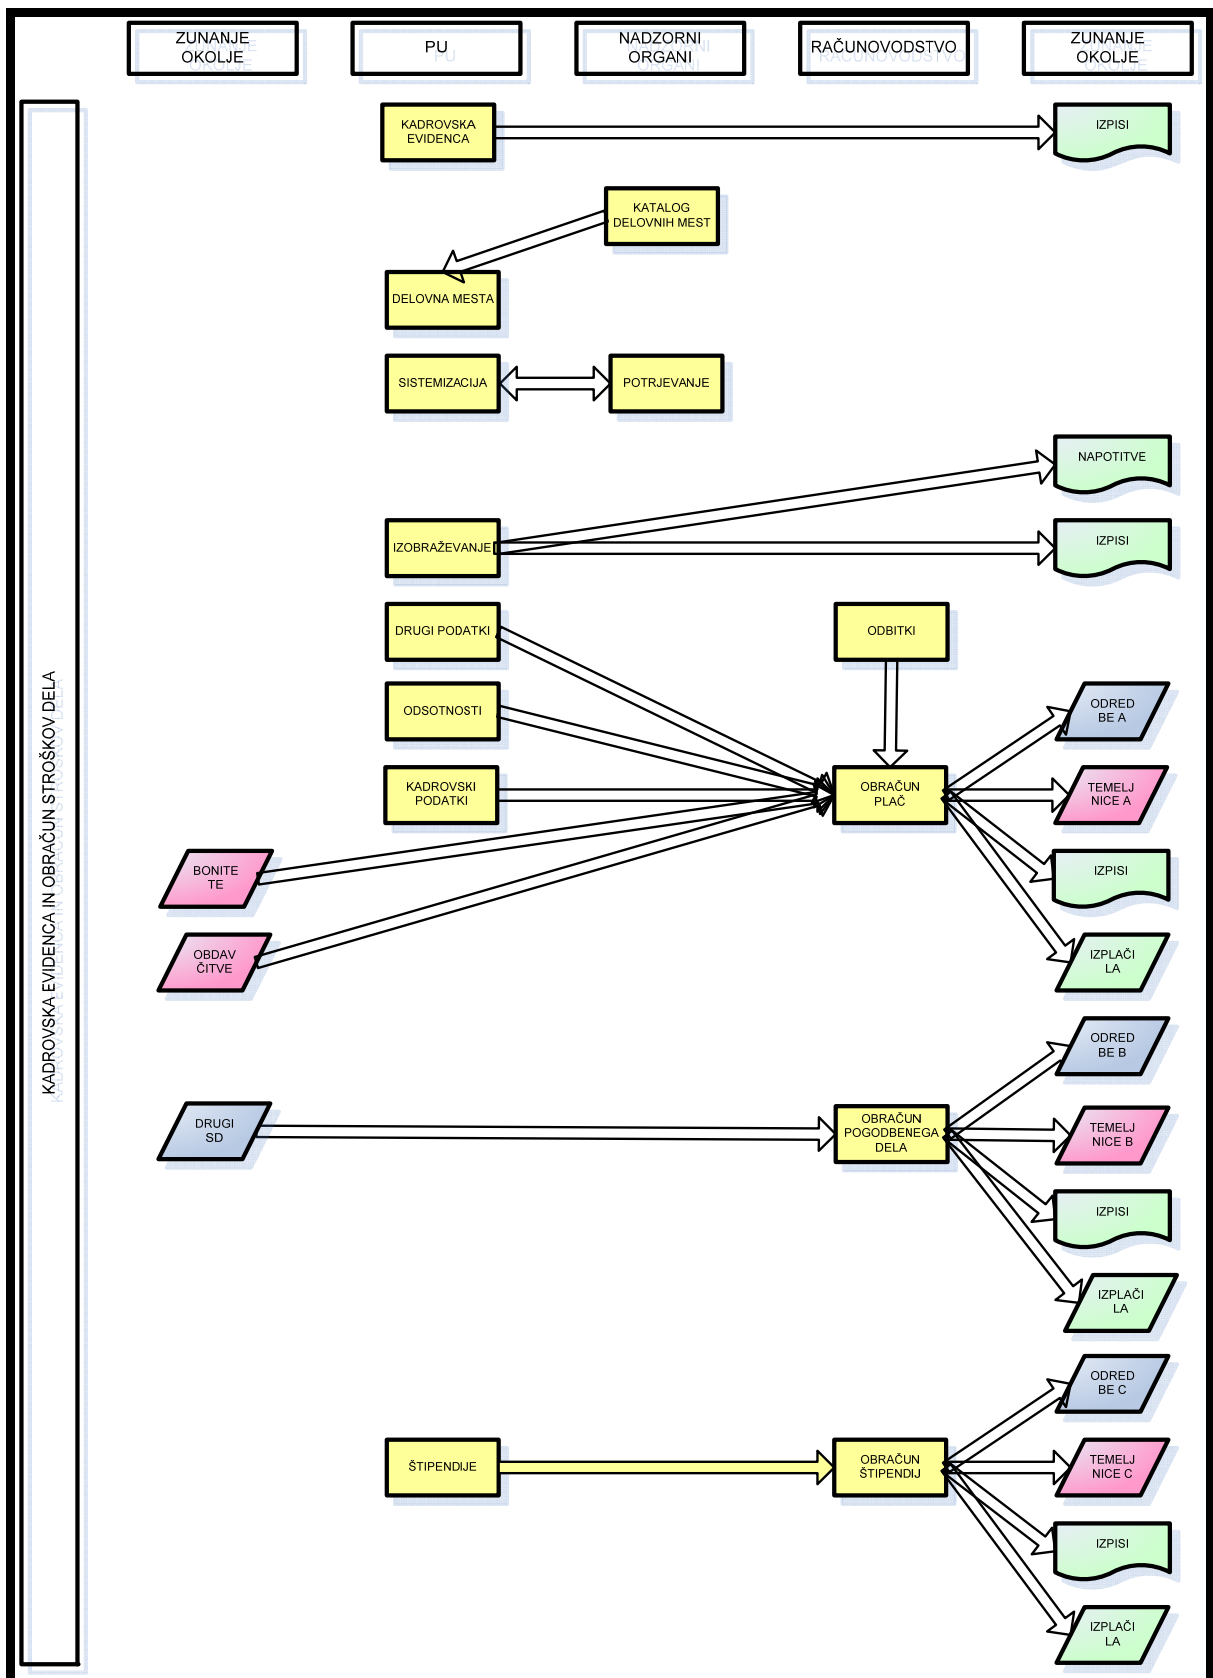 ZUNANJE
OKOLJE
PU
NADZORNI
ORGANI
RAČUNOVODSTVO
ZUNANJE
OKOLJE
KADROVSKA EVIDENCA IN OBRAČUN STROŠKOV DELA
KADROVSKA
EVIDENCA
IZPISI
KATALOG
DELOVNIH MEST
DELOVNA MESTA
SISTEMIZACIJA
POTRJEVANJE
NAPOTITVE
IZOBRAŽEVANJE
IZPISI
DRUGI PODATKI
ODBITKI
ODSOTNOSTI
ODRED
BE A
KADROVSKI
PODATKI
OBRAČUN
PLAČ
TEMELJ
NICE A
BONITE
TE
IZPISI
OBDAV
ČITVE
IZPLAČI
LA
ODRED
BE B
DRUGI
SD
OBRAČUN
POGODBENEGA
DELA
TEMELJ
NICE B
IZPISI
IZPLAČI
LA
ODRED
BE C
ŠTIPENDIJE
OBRAČUN
ŠTIPENDIJ
TEMELJ
NICE C
IZPISI
IZPLAČI
LA